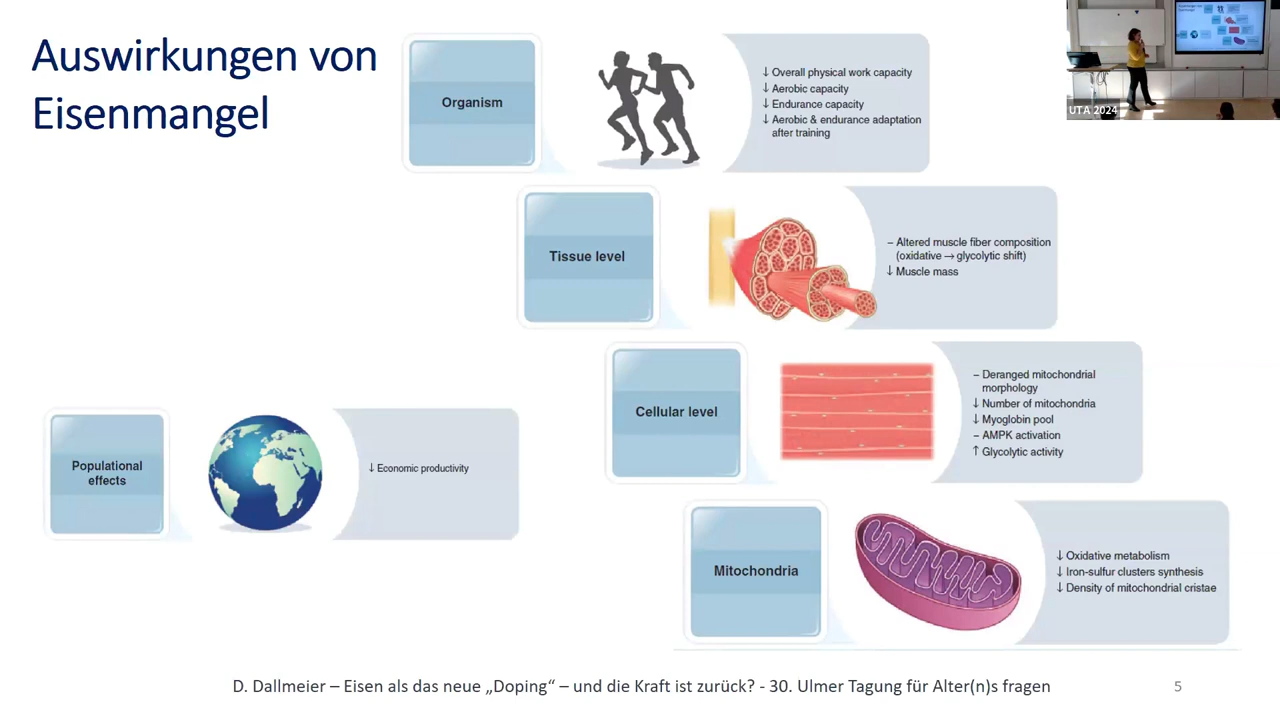 Auswirkungen von
Eisenmangel
Organism
↓ Overall physical work capacity
↓ Aerobic capacity
↓ Endurance capacity
↓ Aerobic & endurance adaptation
after training
UTA 2024
Tissue level
– Altered muscle fiber composition
(oxidative → glycolytic shift)
↓ Muscle mass
Cellular level
– Deranged mitochondrial
morphology
↓ Number of mitochondria
↓ Myoglobin pool
– AMPK activation
↑ Glycolytic activity
Populational
effects
↓ Economic productivity
Mitochondria
↓ Oxidative metabolism
↓ Iron-sulfur clusters synthesis
↓ Density of mitochondrial cristae
D. Dallmeier – Eisen als das neue „Doping“ – und die Kraft ist zurück? - 30. Ulmer Tagung für Alter(n)s fragen
5